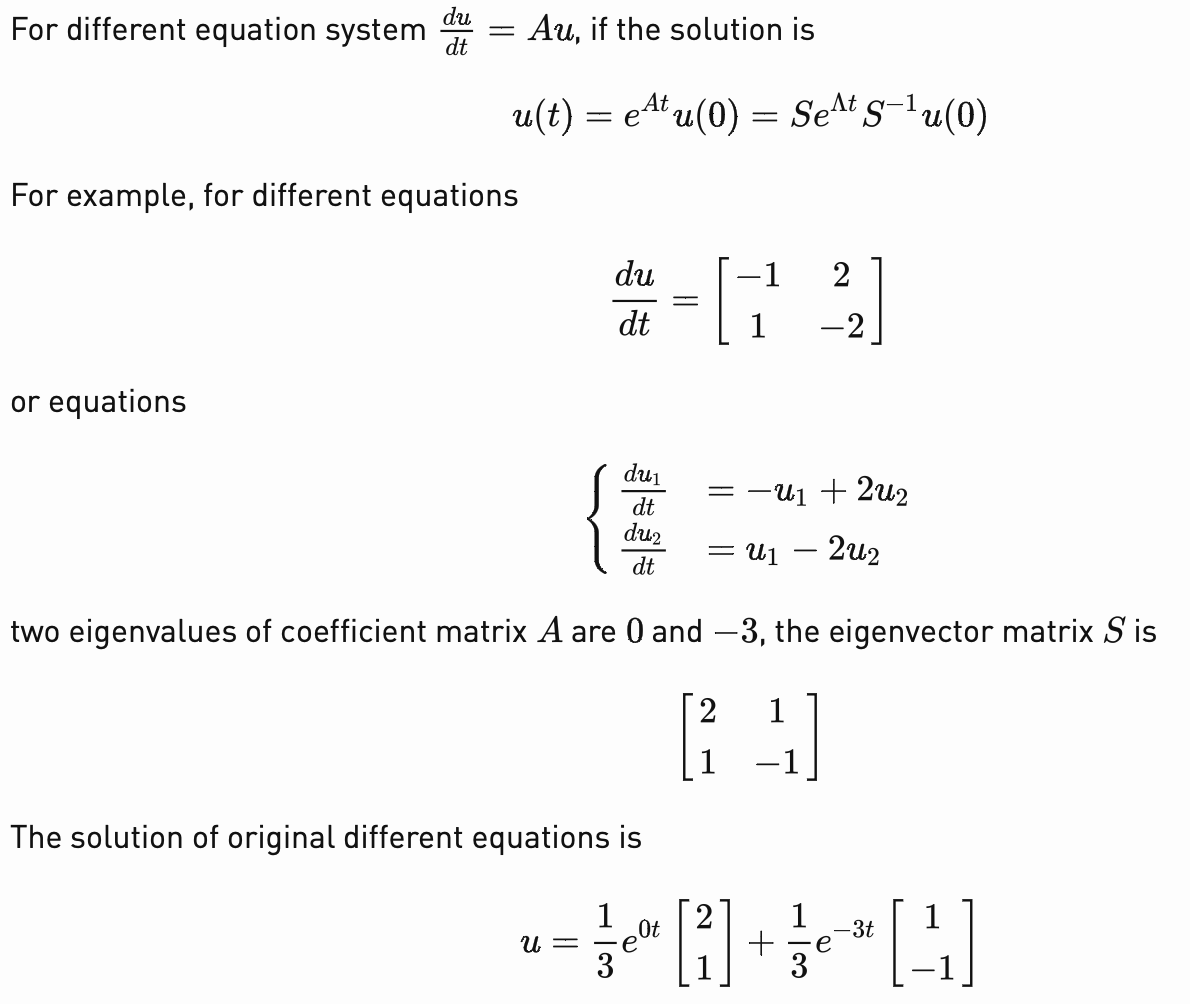 For different equation system $\frac{du}{dt} = Au$, if the solution is
$u(t) = e^{At}u(0) = Se^{\Lambda t}S^{-1}u(0)$
For example, for different equations
$\frac{du}{dt} = \begin{bmatrix} -1 & 2 \\ 1 & -2 \end{bmatrix}$
or equations
$\begin{cases} \frac{du_1}{dt} & = -u_1 + 2u_2 \\ \frac{du_2}{dt} & = u_1 - 2u_2 \end{cases}$
two eigenvalues of coefficient matrix $A$ are $0$ and $-3$, the eigenvector matrix $S$ is
$\begin{bmatrix} 2 & 1 \\ 1 & -1 \end{bmatrix}$
The solution of original different equations is
$u = \frac{1}{3}e^{0t}\begin{bmatrix} 2 \\ 1 \end{bmatrix} + \frac{1}{3}e^{-3t}\begin{bmatrix} 1 \\ -1 \end{bmatrix}$